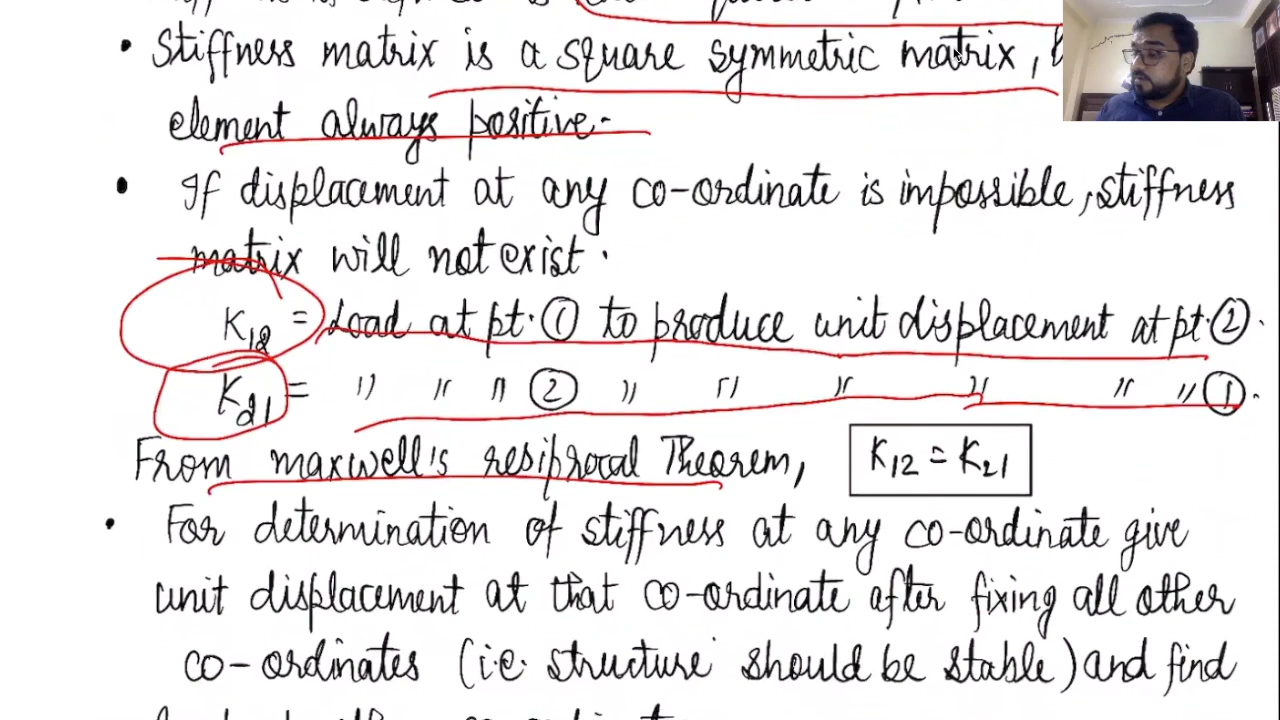 • Stiffness matrix is a square symmetric matrix,
element always positive.
• If displacement at any co-ordinate is impossible, stiffness
matrix will not exist.
K12 = Load at pt. ① to produce unit displacement at pt. ②.
K21 = " " " ② " " " " " " ①.
From maxwell's resiprocal Theorem, K12 = K21
• For determination of stiffness at any co-ordinate give
unit displacement at that co-ordinate after fixing all other
co-ordinates (i.e. structure should be stable) and find